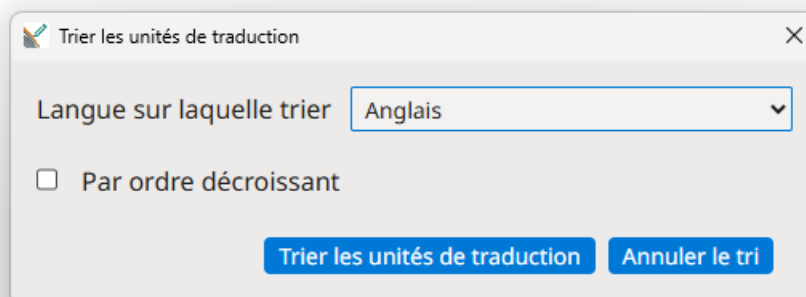 Trier les unités de traduction
Langue sur laquelle trier Anglais
Par ordre décroissant
Trier les unités de traduction Annuler le tri